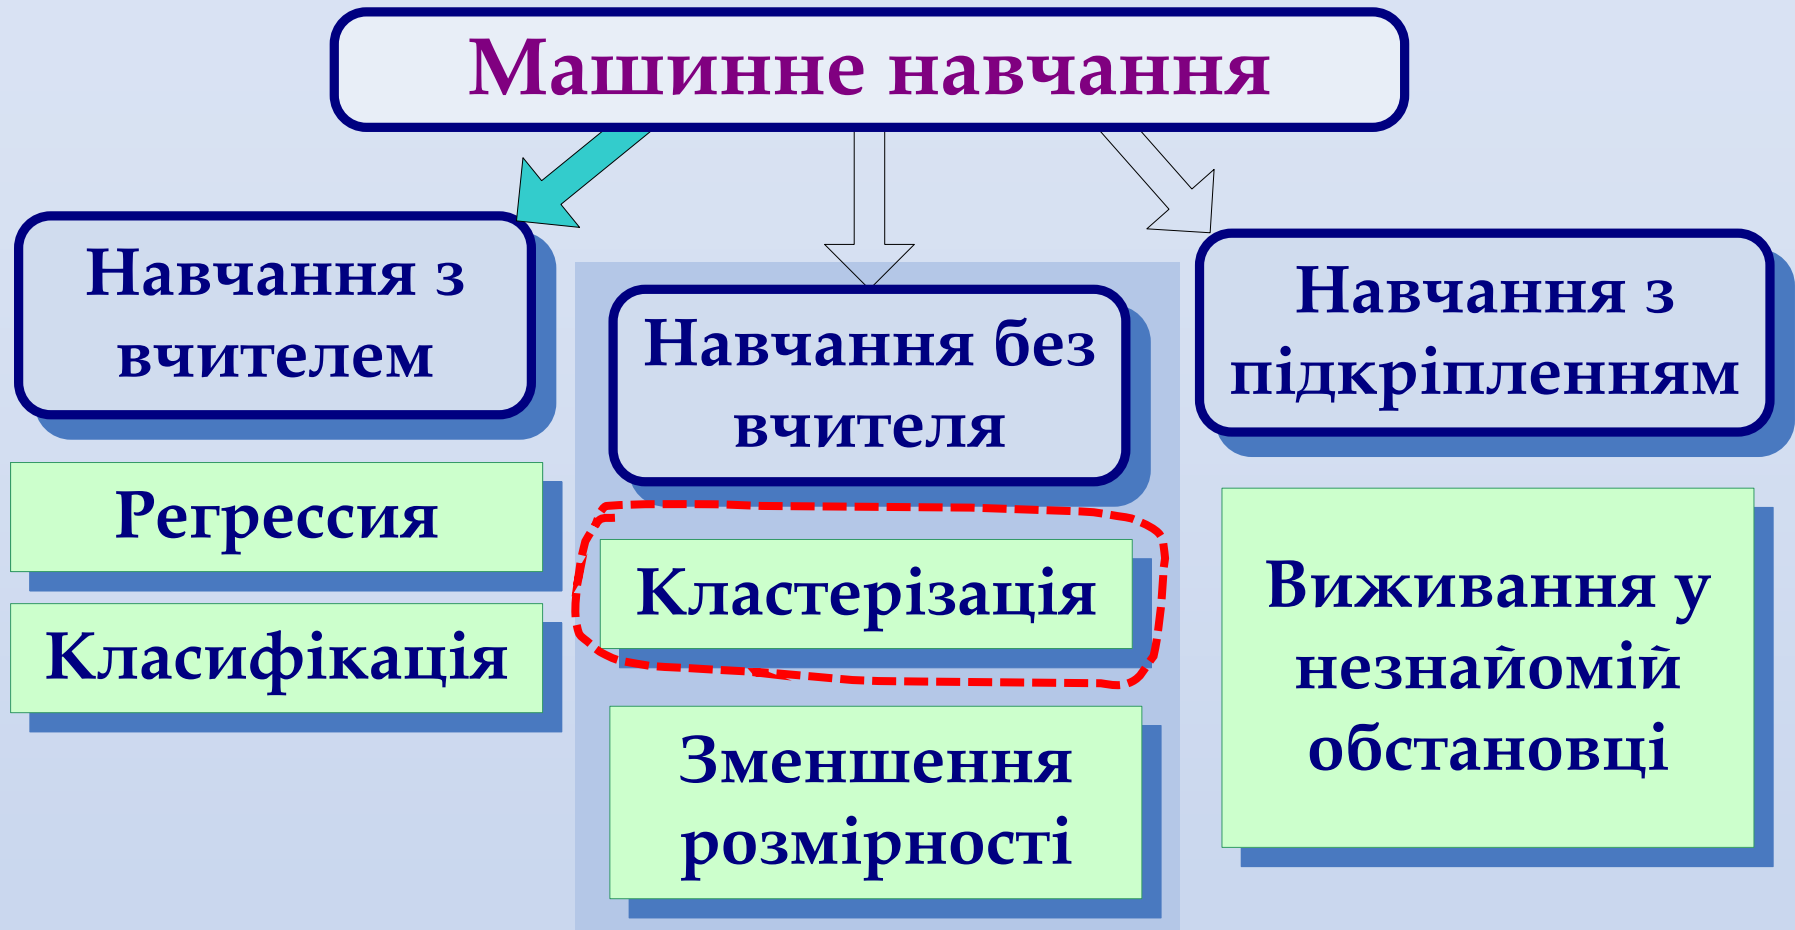 Машинне навчання
Навчання з
вчителем
Регрессия
Класифікація
Навчання без
вчителя
Кластерізація
Зменшення
розмірності
Навчання з
підкріпленням
Виживання у
незнайомій
обстановці